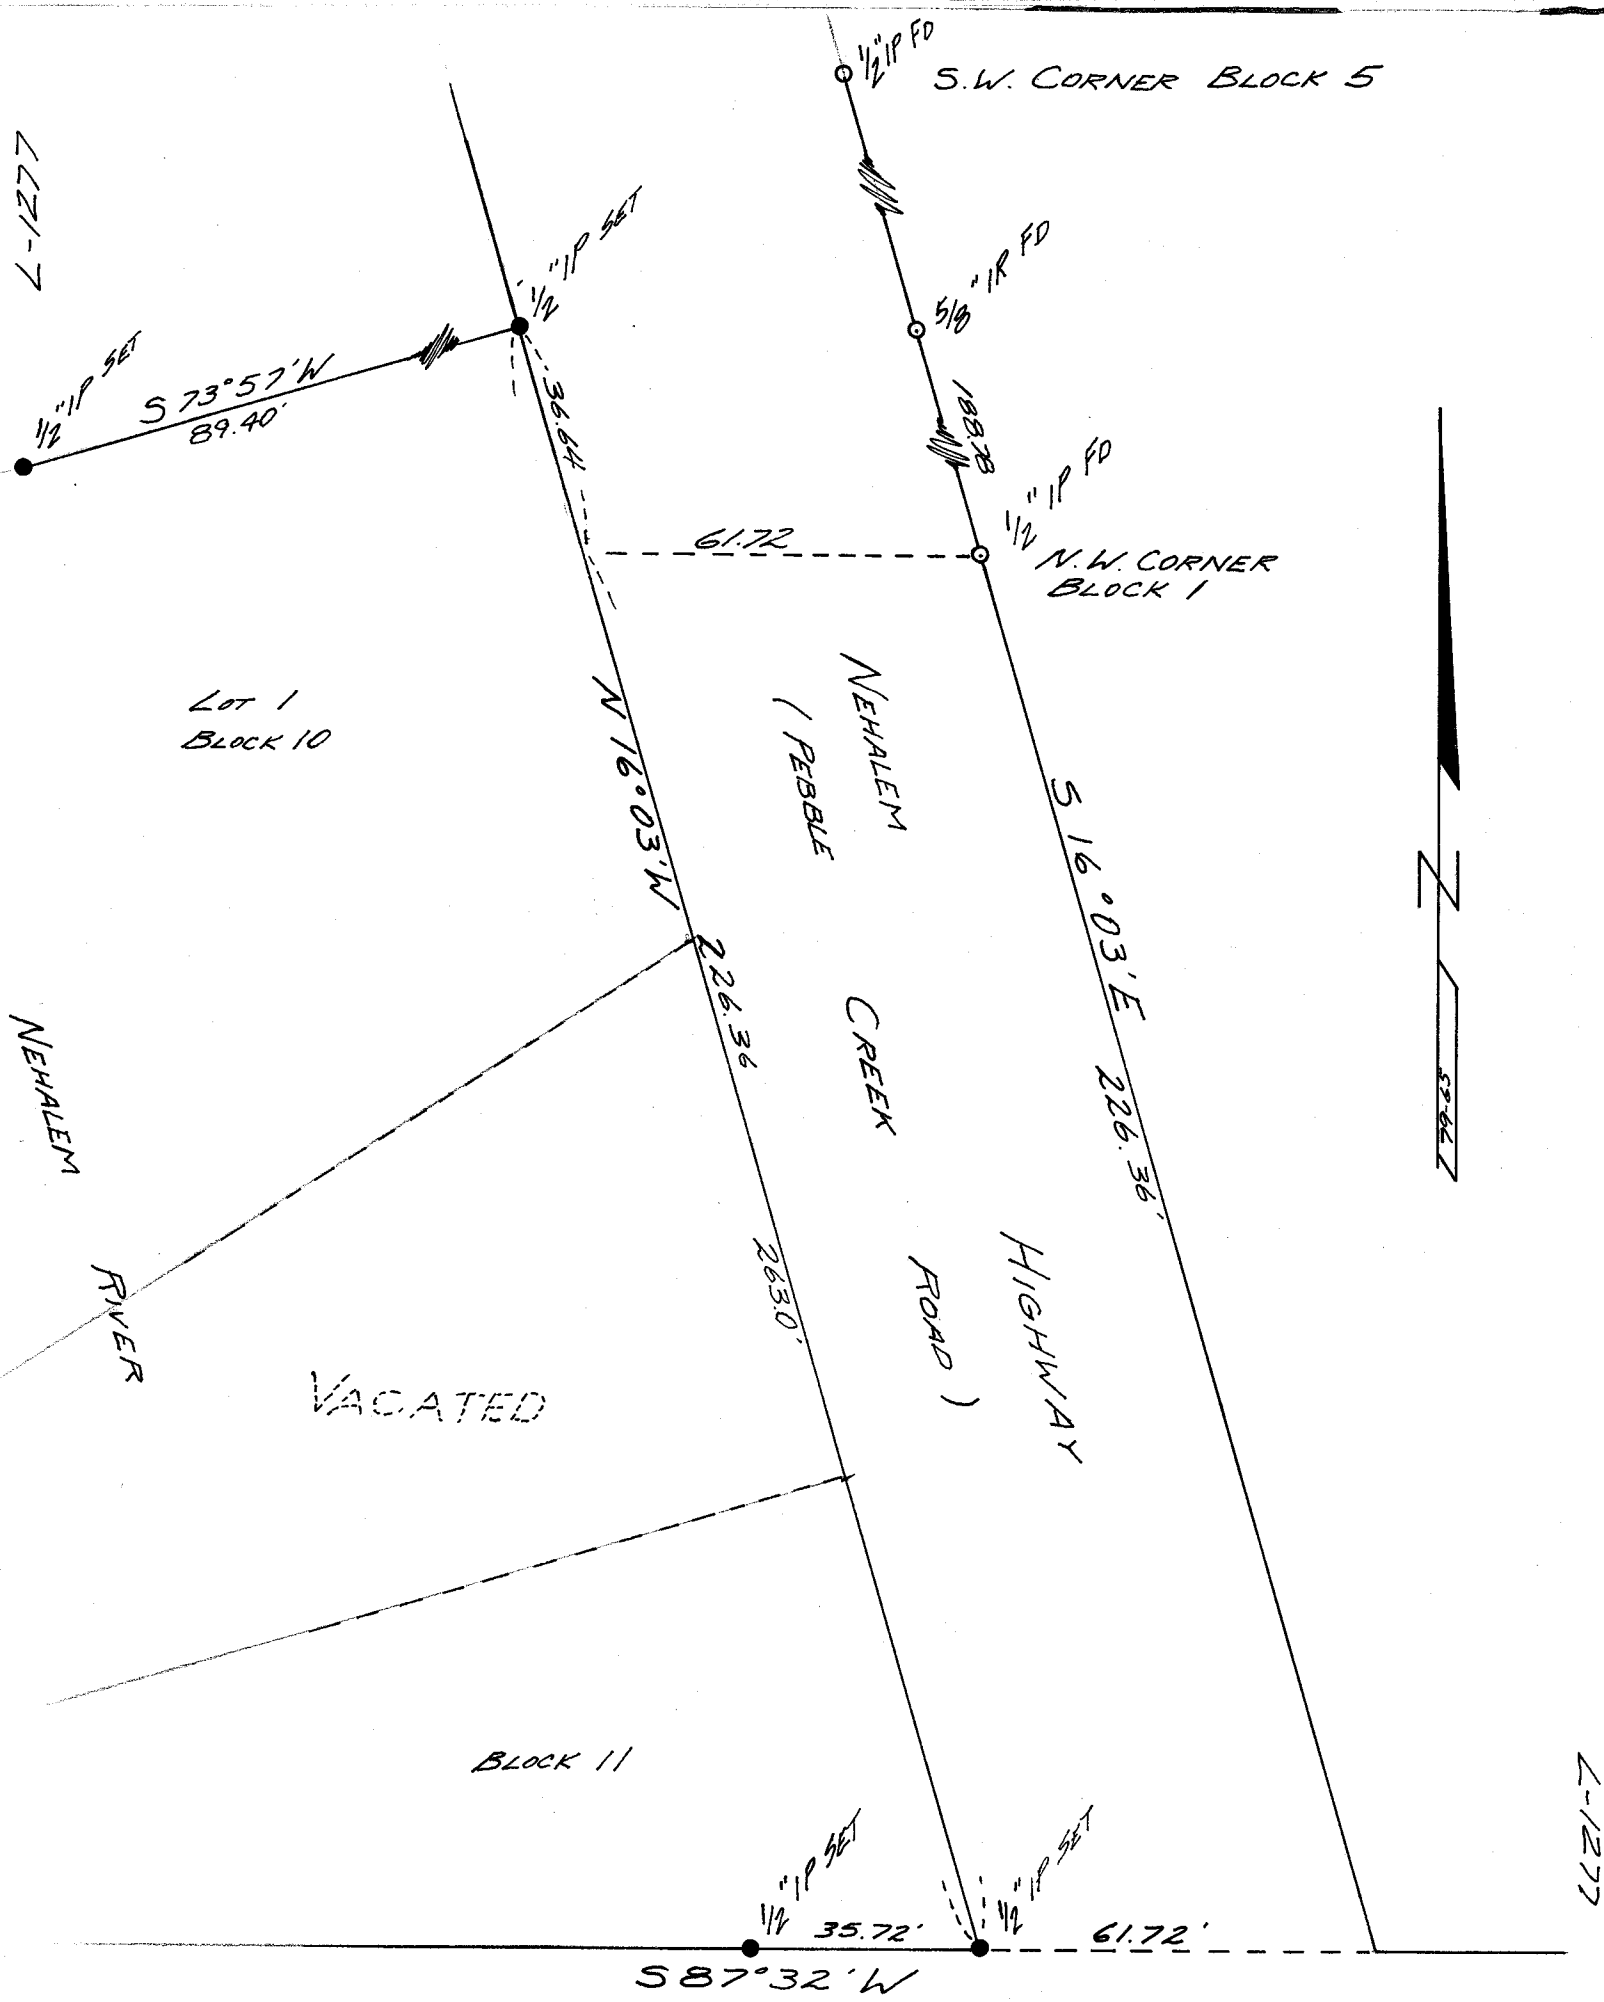 1/2" IP FD
S.W. CORNER BLOCK 5
L-1277
1/2" IP SET
5/8" IR FD
1/2" IP SET
S 73°57' W
89.40'
36.64
188.78
1/2" IP FD
61.72
N.W. CORNER
BLOCK 1
LOT 1
BLOCK 10
N 16°03' W
226.36
263.0'
NEHALEM
CREEK
HIGHWAY
( PEBBLE
ROAD )
S 16°03' E
226.36'
N
79-65
NEHALEM
RIVER
VACATED
BLOCK 11
1/2" IP SET
1/2" IP SET
35.72'
61.72'
S 87°32' W
L-1277